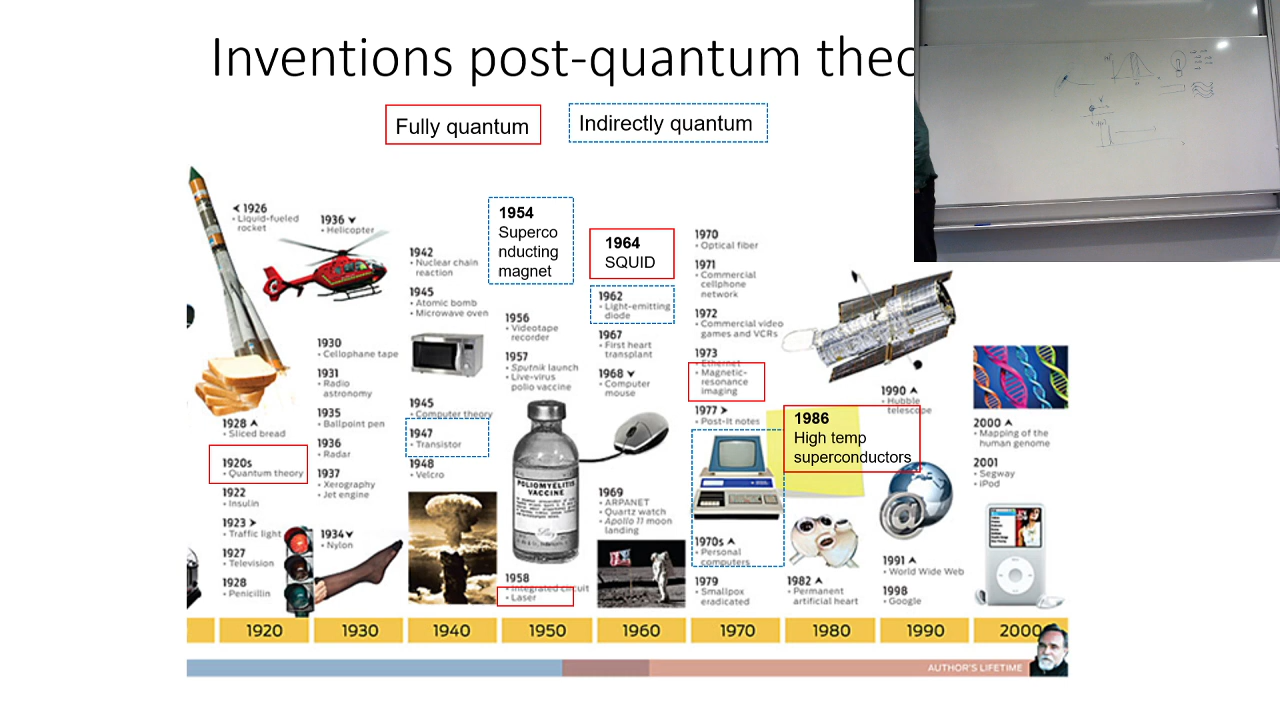 Inventions post-quantum theo
Fully quantum
Indirectly quantum
1926
• Liquid-fueled
rocket
1928
• Sliced bread
1920s
• Quantum theory
1922
• Insulin
1923
• Traffic light
1927
• Television
1928
• Penicillin
1936
• Helicopter
1930
• Cellophane tape
1931
• Radio
astronomy
1935
• Ballpoint pen
1936
• Radar
1937
• Xerography
• Jet engine
1934
• Nylon
1942
• Nuclear chain
reaction
1945
• Atomic bomb
• Microwave oven
1945
• Computer theory
1947
• Transistor
1948
• Velcro
1954
Superco
nducting
magnet
1956
• Videotape
recorder
1957
• Sputnik launch
• Live-virus
polio vaccine
POLIOMYELITIS
VACCINE
1958
• Integrated circuit
• Laser
1964
SQUID
1962
• Light-emitting
diode
1967
• First heart
transplant
1968
• Computer
mouse
1969
• ARPANET
• Quartz watch
• Apollo 11 moon
landing
1970
• Optical fiber
1971
• Commercial
cellphone
network
1972
• Commercial video
games and VCRs
1973
• Ethernet
• Magnetic-
resonance
imaging
1977
• Post-it notes
1970s
• Personal
computers
1979
• Smallpox
eradicated
1986
High temp
superconductors
1982
• Permanent
artificial heart
1990
• Hubble
telescope
1991
• World Wide Web
1998
• Google
2000
• Mapping of the
human genome
2001
• Segway
• iPod
1920 1930 1940 1950 1960 1970 1980 1990 2000
AUTHOR'S LIFETIME